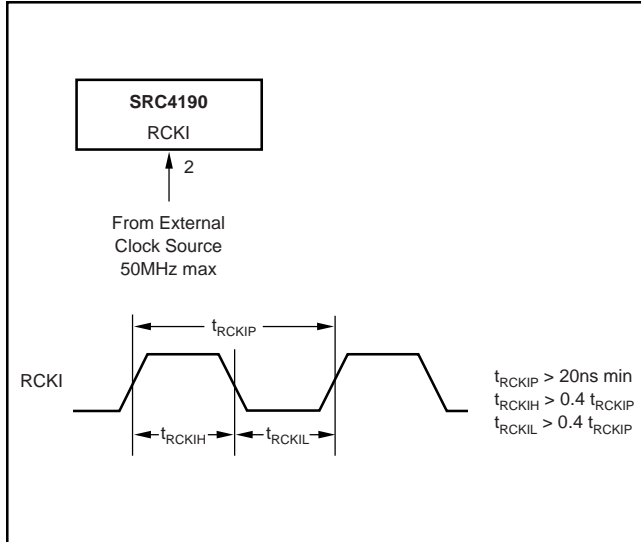 SRC4190
RCKI
2
From External
Clock Source
50MHz max
tRCKIP
RCKI
tRCKIH
tRCKIL
tRCKIP > 20ns min
tRCKIH > 0.4 tRCKIP
tRCKIL > 0.4 tRCKIP